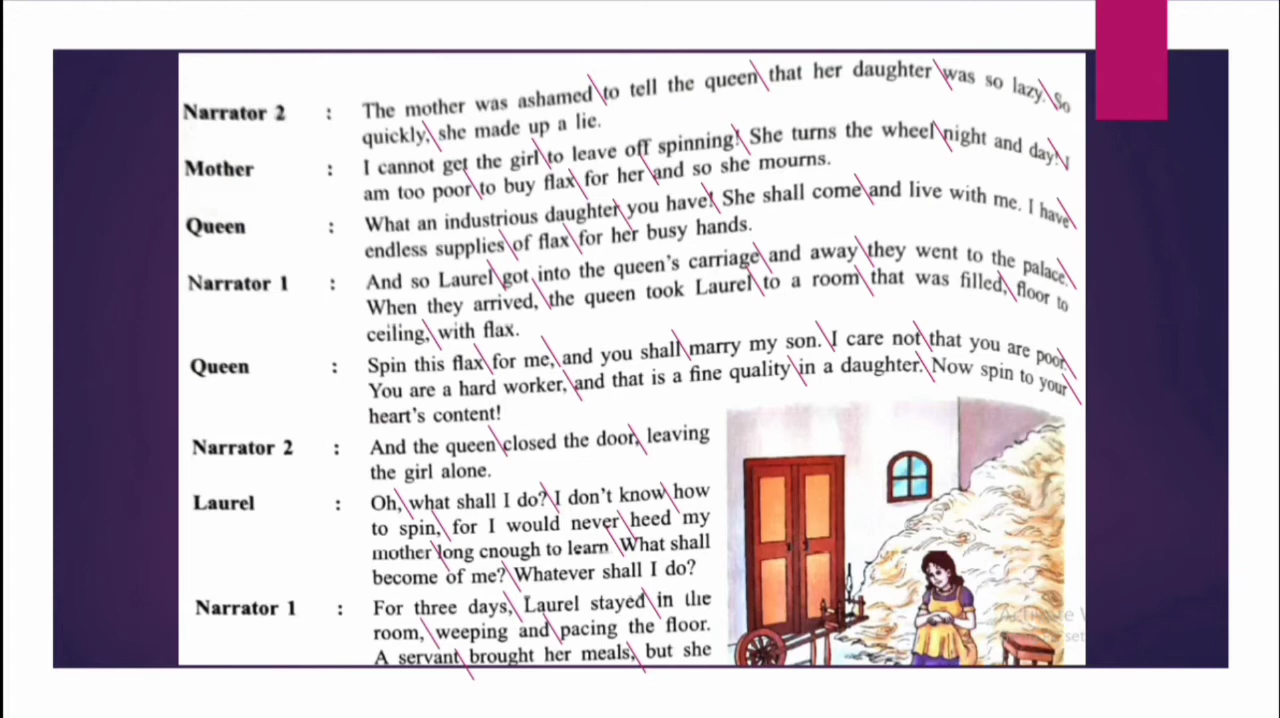 Narrator 2 : The mother was ashamed to tell the queen that her daughter was so lazy. So
quickly, she made up a lie.
Mother : I cannot get the girl to leave off spinning! She turns the wheel night and day! I
am too poor to buy flax for her and so she mourns.
Queen : What an industrious daughter you have! She shall come and live with me. I have
endless supplies of flax for her busy hands.
Narrator 1 : And so Laurel got into the queen's carriage and away they went to the palace.
When they arrived, the queen took Laurel to a room that was filled, floor to
ceiling, with flax.
Queen : Spin this flax for me, and you shall marry my son. I care not that you are poor.
You are a hard worker, and that is a fine quality in a daughter. Now spin to your
heart's content!
Narrator 2 : And the queen closed the door, leaving
the girl alone.
Laurel : Oh, what shall I do? I don't know how
to spin, for I would never heed my
mother long enough to learn. What shall
become of me? Whatever shall I do?
Narrator 1 : For three days, Laurel stayed in the
room, weeping and pacing the floor.
A servant brought her meals, but she